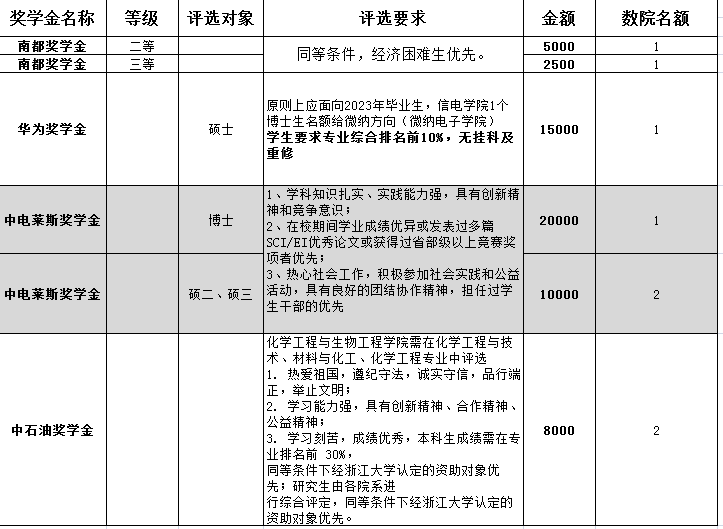 奖学金名称 等级 评选对象 评选要求 金额 数院名额
南都奖学金 二等 5000 1
同等条件，经济困难生优先。
南都奖学金 三等 2500 1
原则上应面向2023年毕业生，信电学院1个
博士生名额给微纳方向（微纳电子学院）
华为奖学金 硕士 15000 1
学生要求专业综合排名前10%，无挂科及
重修
1、学科知识扎实、实践能力强，具有创新精
神和竞争意识；
中电莱斯奖学金 博士 20000 1
2、在校期间学业成绩优异或发表过多篇
SCI/EI优秀论文或获得过省部级以上竞赛奖
项者优先；
3、热心社会工作，积极参加社会实践和公益
活动，具有良好的团结协作精神，担任过学
生干部的优先
中电莱斯奖学金 硕二、硕三 10000 2
化学工程与生物工程学院需在化学工程与技
术、材料与化工、化学工程专业中评选
1. 热爱祖国，遵纪守法，诚实守信，品行端
正，举止文明；
2. 学习能力强，具有创新精神、合作精神、
公益精神；
中石油奖学金 8000 2
3. 学习刻苦，成绩优秀，本科生成绩需在专
业排名前 30%，
同等条件下经浙江大学认定的资助对象优
先；研究生由各院系进
行综合评定，同等条件下经浙江大学认定的
资助对象优先。